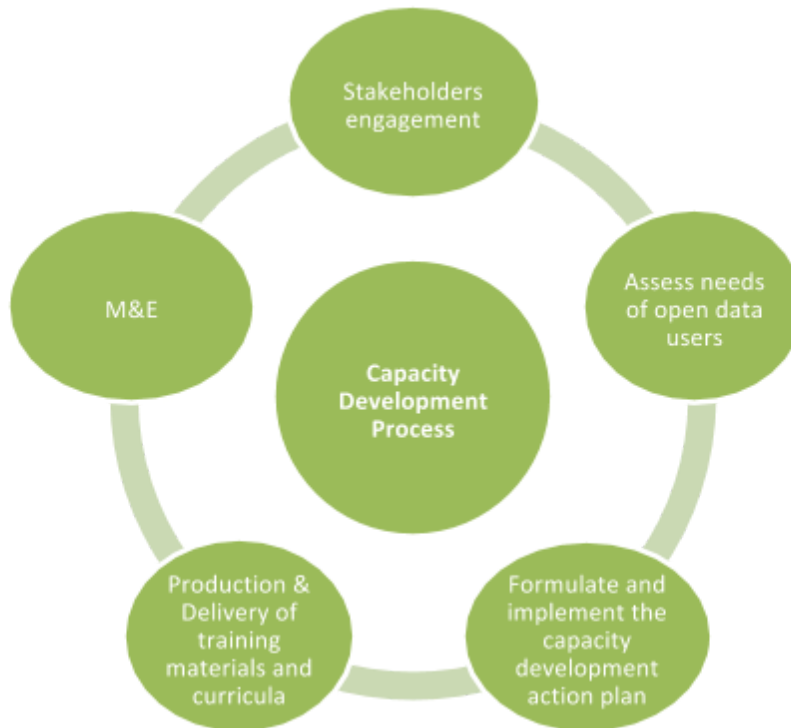 Stakeholders
engagement
Assess needs
of open data
users
Formulate and
implement the
capacity
development
action plan
Production &
Delivery of
training
materials and
curricula
M&E
Capacity
Development
Process